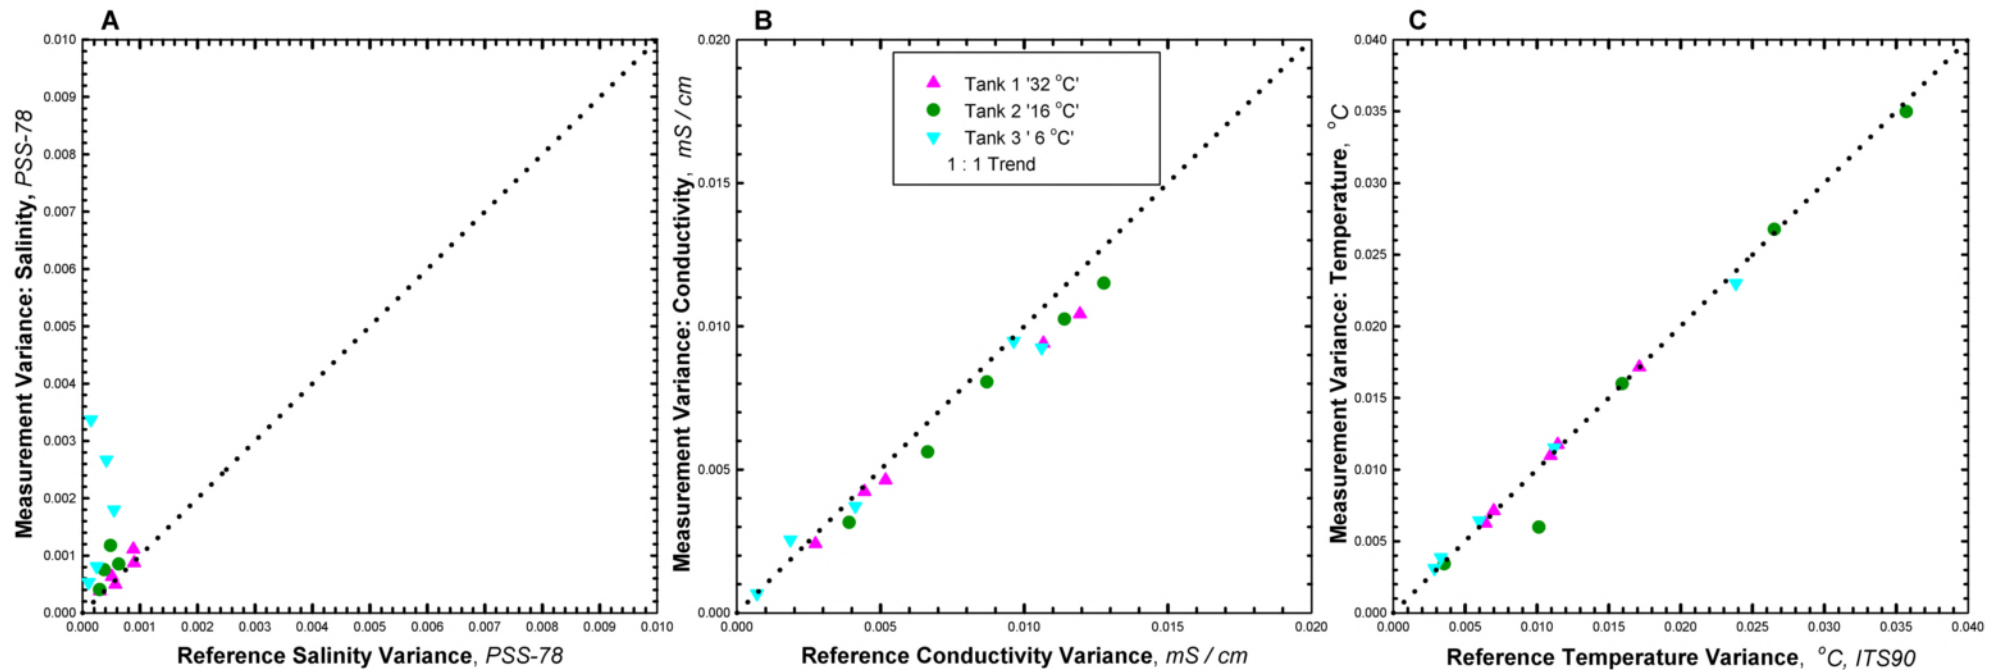 A
Measurement Variance: Salinity, PSS-78
0.010
0.009
0.008
0.007
0.006
0.005
0.004
0.003
0.002
0.001
0.000
0.000 0.001 0.002 0.003 0.004 0.005 0.006 0.007 0.008 0.009 0.010
Reference Salinity Variance, PSS-78
B
Measurement Variance: Conductivity, mS / cm
0.020
0.015
0.010
0.005
0.000
Tank 1 '32 °C'
Tank 2 '16 °C'
Tank 3 ' 6 °C'
1 : 1 Trend
0.000 0.005 0.010 0.015 0.020
Reference Conductivity Variance, mS / cm
C
Measurement Variance: Temperature, °C
0.040
0.035
0.030
0.025
0.020
0.015
0.010
0.005
0.000
0.000 0.005 0.010 0.015 0.020 0.025 0.030 0.035 0.040
Reference Temperature Variance, °C, ITS90